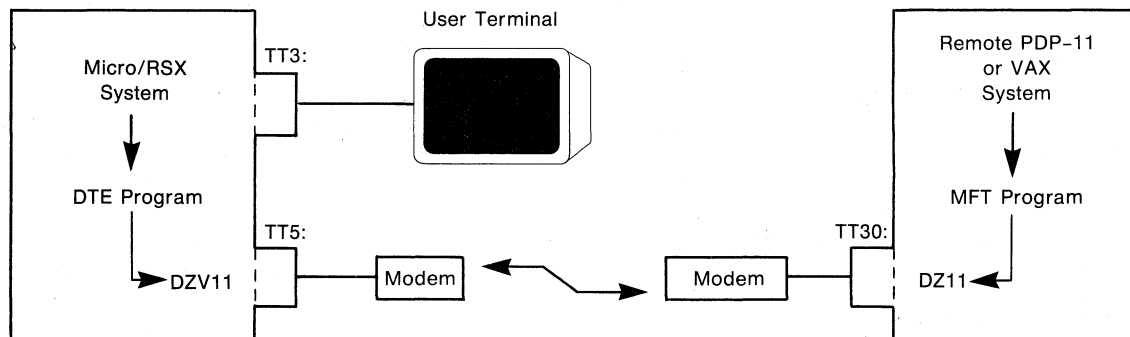 User Terminal
TT3:
Micro/RSX
System
DTE Program
TT5:
DZV11
Modem
Modem
Remote PDP-11
or VAX
System
MFT Program
TT30:
DZ11